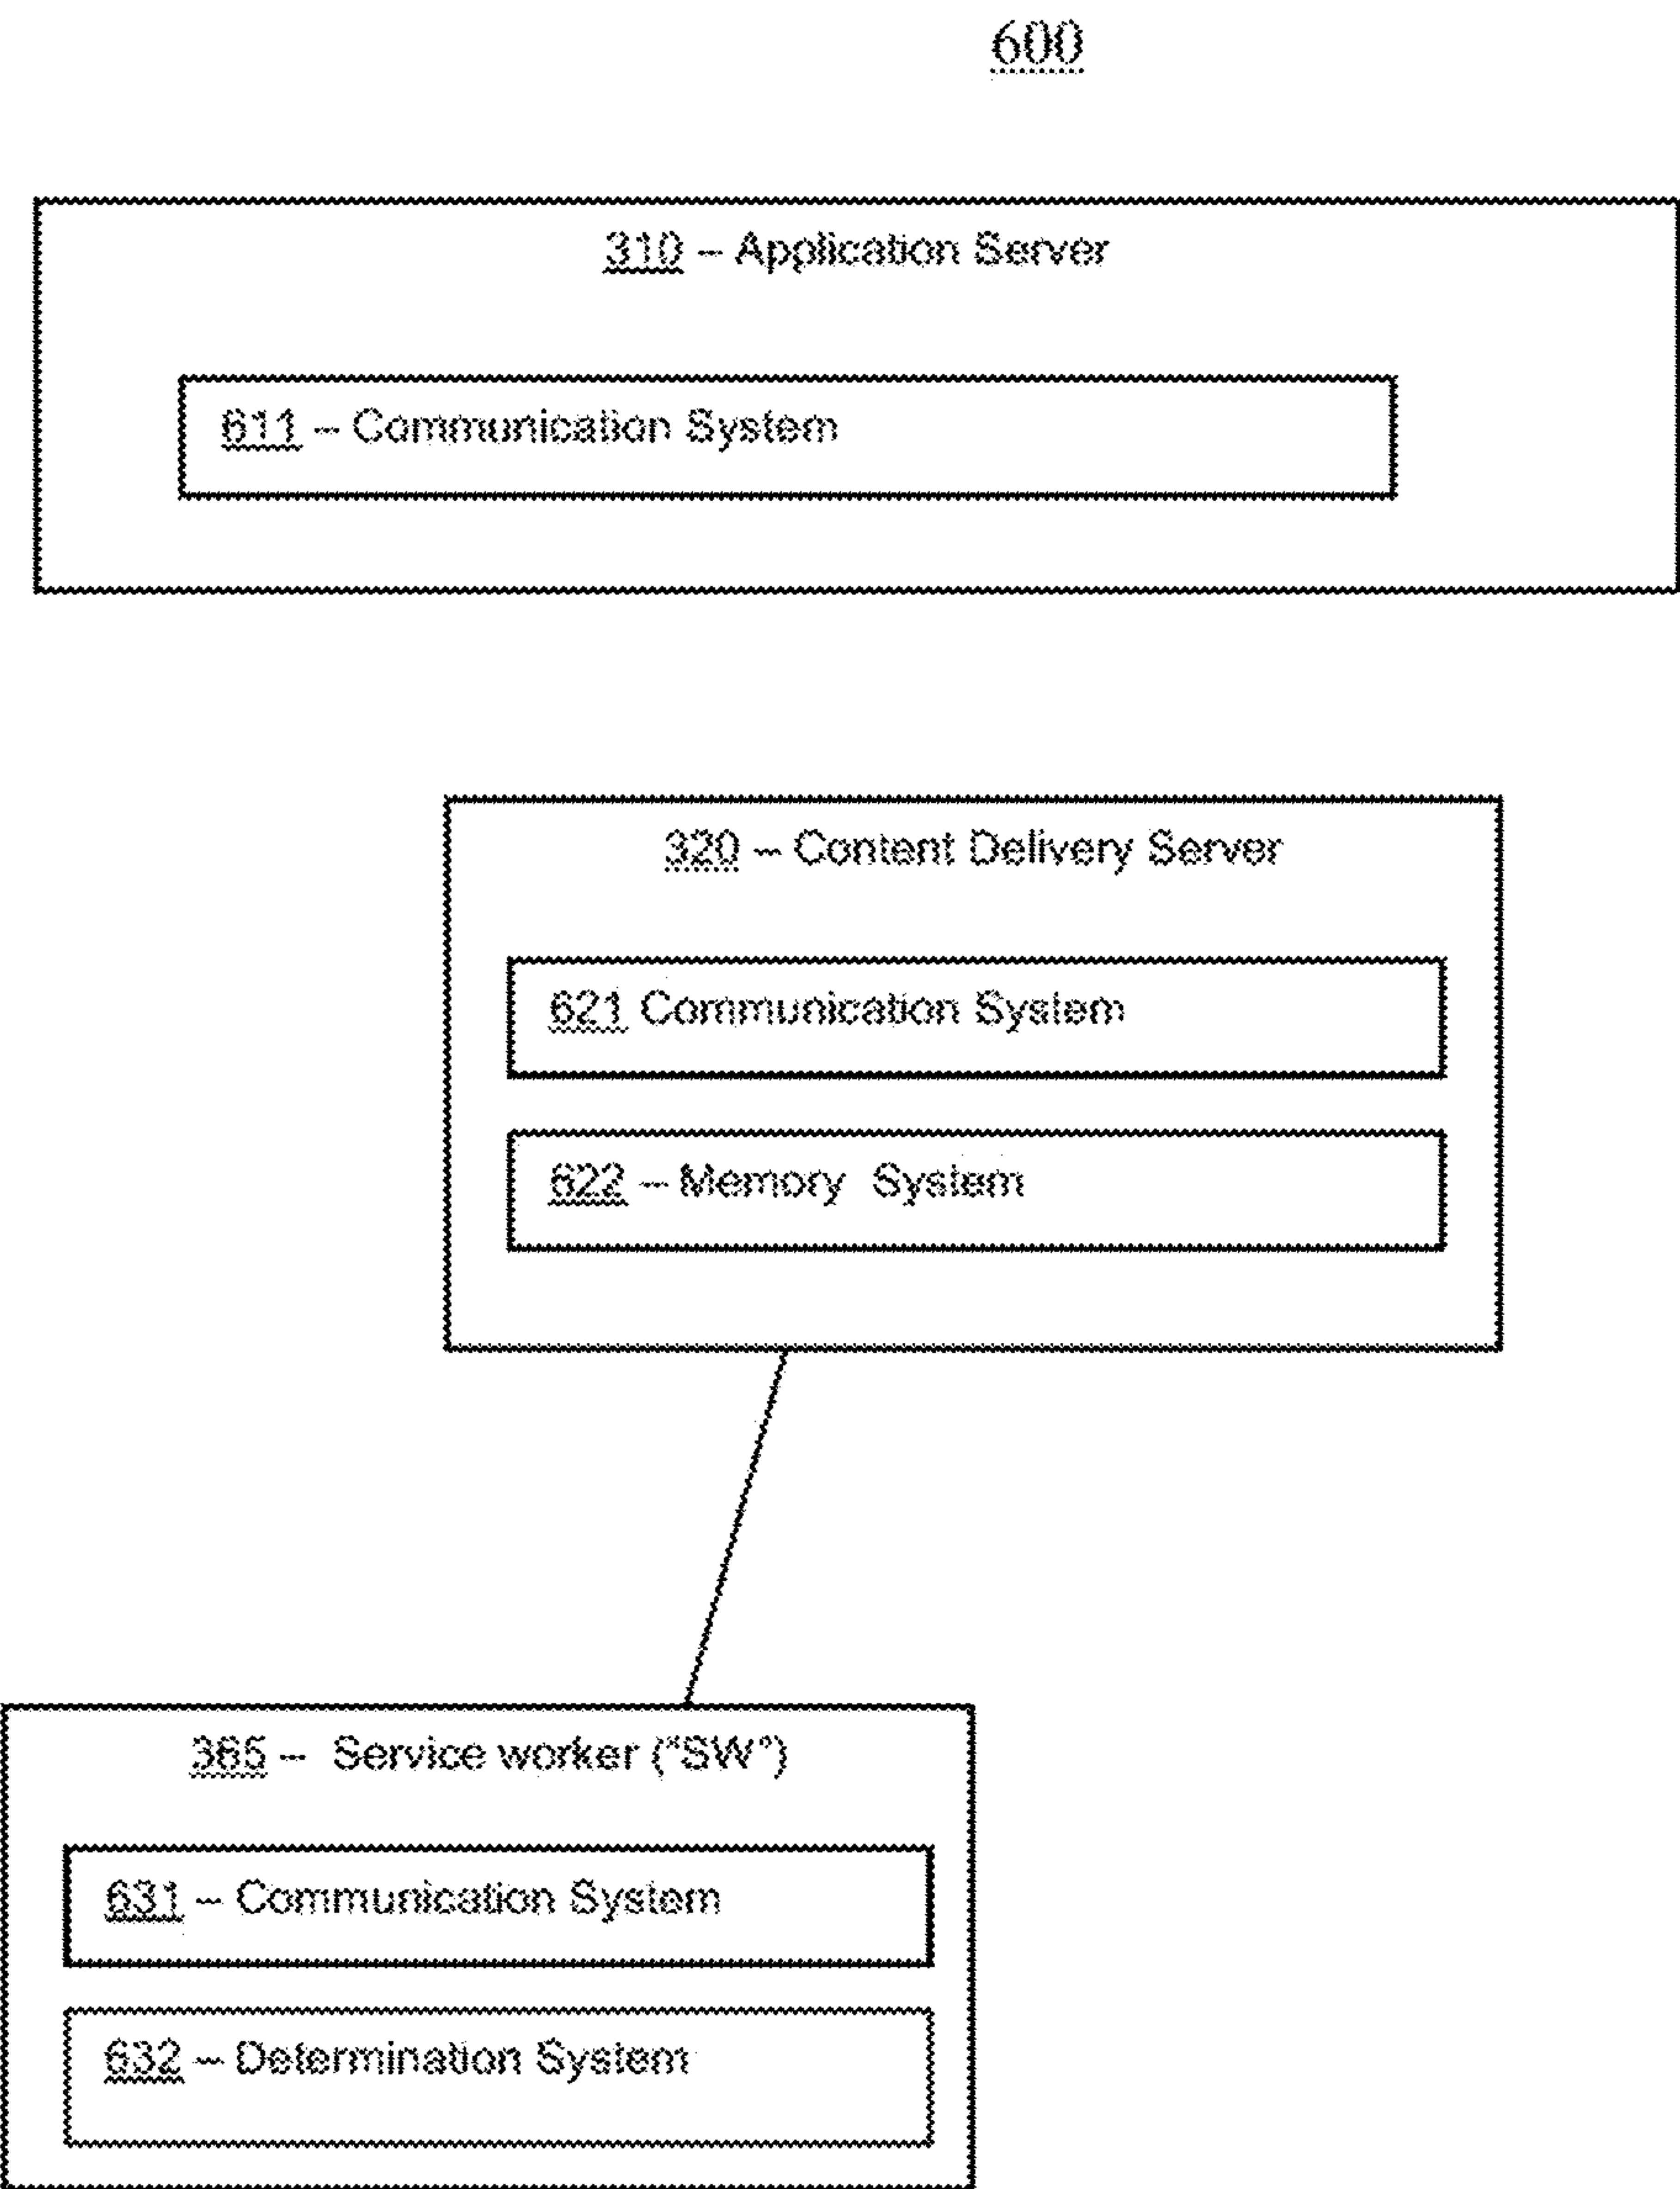 600
310 – Application Server
611 – Communication System
320 – Content Delivery Server
621 Communication System
622 – Memory System
365 – Service worker ("SW")
631 – Communication System
632 – Determination System